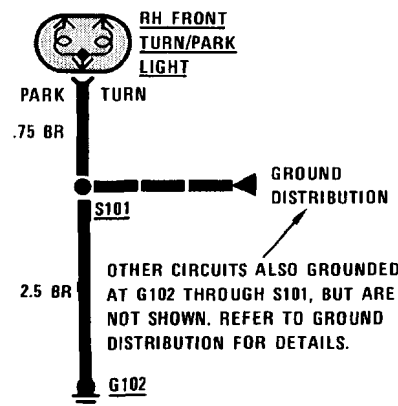 RH FRONT
TURN/PARK
LIGHT
PARK TURN
.75 BR
GROUND
DISTRIBUTION
S101
OTHER CIRCUITS ALSO GROUNDED
AT G102 THROUGH S101, BUT ARE
NOT SHOWN. REFER TO GROUND
DISTRIBUTION FOR DETAILS.
2.5 BR
G102